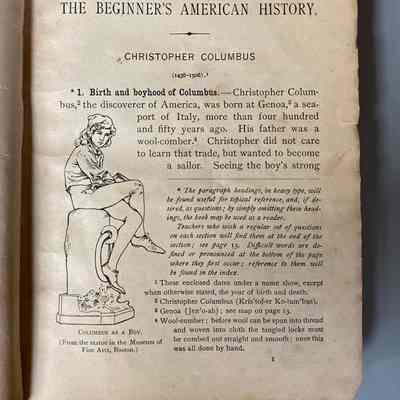 THE BEGINNER'S AMERICAN HISTORY.
CHRISTOPHER COLUMBUS
(1436-1506).¹
* 1. Birth and boyhood of Columbus. — Christopher Colum-
bus,² the discoverer of America, was born at Genoa,³ a sea-
port of Italy, more than four hundred
and fifty years ago. His father was a
wool-comber.⁴ Christopher did not care
to learn that trade, but wanted to become
a sailor. Seeing the boy's strong
* The paragraph headings, in heavy type, will
be found useful for topical reference, and, if de-
sired, as questions; by simply omitting these head-
ings, the book may be used as a reader.
Teachers who wish a regular set of questions
on each section will find them at the end of the
section; see page 13. Difficult words are de-
fined or pronounced at the bottom of the page
where they first occur; reference to them will
be found in the index.
¹ These enclosed dates under a name show, except
when otherwise stated, the year of birth and death.
² Christopher Columbus (Kris'tof-er Ko-lum'bus).
³ Genoa (Jen'o-ah); see map on page 13.
⁴ Wool-comber; before wool can be spun into thread
and woven into cloth the tangled locks must
be combed out straight and smooth; once this
was all done by hand.
COLUMBUS AS A BOY.
(From the statue in the Museum of
Fine Arts, Boston.)
1